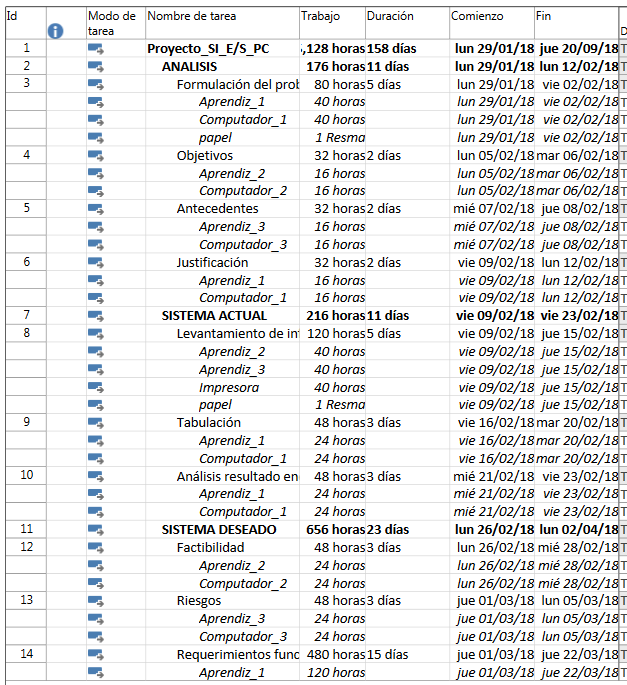 Id Modo de tarea Nombre de tarea Trabajo Duración Comienzo Fin
1 Proyecto_SI_E/S_PC ,128 horas 158 días lun 29/01/18 jue 20/09/18
2 ANALISIS 176 horas 11 días lun 29/01/18 lun 12/02/18
3 Formulación del prob 80 horas 5 días lun 29/01/18 vie 02/02/18
Aprendiz_1 40 horas lun 29/01/18 vie 02/02/18
Computador_1 40 horas lun 29/01/18 vie 02/02/18
papel 1 Resma lun 29/01/18 vie 02/02/18
4 Objetivos 32 horas 2 días lun 05/02/18 mar 06/02/18
Aprendiz_2 16 horas lun 05/02/18 mar 06/02/18
Computador_2 16 horas lun 05/02/18 mar 06/02/18
5 Antecedentes 32 horas 2 días mié 07/02/18 jue 08/02/18
Aprendiz_3 16 horas mié 07/02/18 jue 08/02/18
Computador_3 16 horas mié 07/02/18 jue 08/02/18
6 Justificación 32 horas 2 días vie 09/02/18 lun 12/02/18
Aprendiz_1 16 horas vie 09/02/18 lun 12/02/18
Computador_1 16 horas vie 09/02/18 lun 12/02/18
7 SISTEMA ACTUAL 216 horas 11 días vie 09/02/18 vie 23/02/18
8 Levantamiento de in 120 horas 5 días vie 09/02/18 jue 15/02/18
Aprendiz_2 40 horas vie 09/02/18 jue 15/02/18
Aprendiz_3 40 horas vie 09/02/18 jue 15/02/18
Impresora 40 horas vie 09/02/18 jue 15/02/18
papel 1 Resma vie 09/02/18 jue 15/02/18
9 Tabulación 48 horas 3 días vie 16/02/18 mar 20/02/18
Aprendiz_1 24 horas vie 16/02/18 mar 20/02/18
Computador_1 24 horas vie 16/02/18 mar 20/02/18
10 Análisis resultado en 48 horas 3 días mié 21/02/18 vie 23/02/18
Aprendiz_1 24 horas mié 21/02/18 vie 23/02/18
Computador_1 24 horas mié 21/02/18 vie 23/02/18
11 SISTEMA DESEADO 656 horas 23 días lun 26/02/18 lun 02/04/18
12 Factibilidad 48 horas 3 días lun 26/02/18 mié 28/02/18
Aprendiz_2 24 horas lun 26/02/18 mié 28/02/18
Computador_2 24 horas lun 26/02/18 mié 28/02/18
13 Riesgos 48 horas 3 días jue 01/03/18 lun 05/03/18
Aprendiz_3 24 horas jue 01/03/18 lun 05/03/18
Computador_3 24 horas jue 01/03/18 lun 05/03/18
14 Requerimientos func 480 horas 15 días jue 01/03/18 jue 22/03/18
Aprendiz_1 120 horas jue 01/03/18 jue 22/03/18